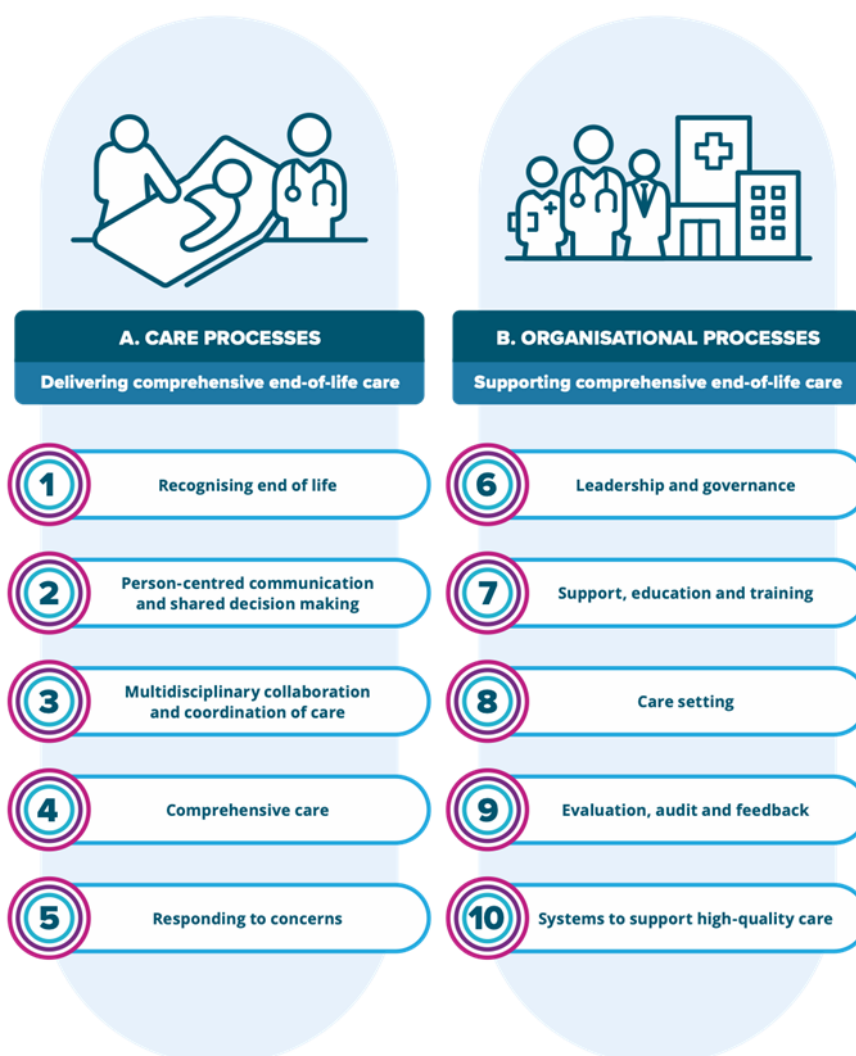 A. CARE PROCESSES
Delivering comprehensive end-of-life care
1
Recognising end of life
2
Person-centred communication
and shared decision making
3
Multidisciplinary collaboration
and coordination of care
4
Comprehensive care
5
Responding to concerns
B. ORGANISATIONAL PROCESSES
Supporting comprehensive end-of-life care
6
Leadership and governance
7
Support, education and training
8
Care setting
9
Evaluation, audit and feedback
10
Systems to support high-quality care